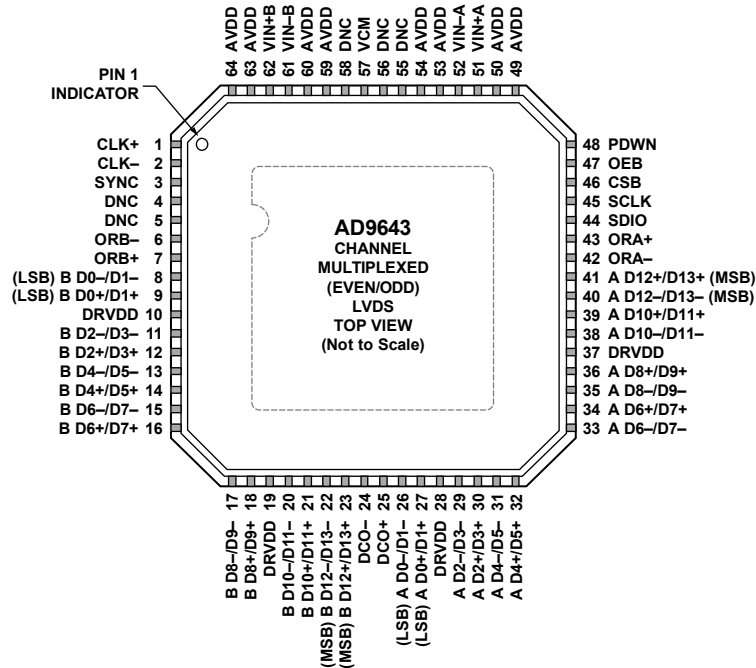 64 AVDD
63 AVDD
62 VIN+B
61 VIN–B
60 AVDD
59 AVDD
58 DNC
57 VCM
56 DNC
55 DNC
54 AVDD
53 AVDD
52 VIN–A
51 VIN+A
50 AVDD
49 AVDD
PIN 1
INDICATOR
CLK+ 1
CLK– 2
SYNC 3
DNC 4
DNC 5
ORB– 6
ORB+ 7
(LSB) B D0–/D1– 8
(LSB) B D0+/D1+ 9
DRVDD 10
B D2–/D3– 11
B D2+/D3+ 12
B D4–/D5– 13
B D4+/D5+ 14
B D6–/D7– 15
B D6+/D7+ 16
AD9643
CHANNEL
MULTIPLEXED
(EVEN/ODD)
LVDS
TOP VIEW
(Not to Scale)
48 PDWN
47 OEB
46 CSB
45 SCLK
44 SDIO
43 ORA+
42 ORA–
41 A D12+/D13+ (MSB)
40 A D12–/D13– (MSB)
39 A D10+/D11+
38 A D10–/D11–
37 DRVDD
36 A D8+/D9+
35 A D8–/D9–
34 A D6+/D7+
33 A D6–/D7–
B D8–/D9– 17
B D8+/D9+ 18
DRVDD 19
B D10–/D11– 20
B D10+/D11+ 21
(MSB) B D12–/D13– 22
(MSB) B D12+/D13+ 23
DCO– 24
DCO+ 25
(LSB) A D0–/D1– 26
(LSB) A D0+/D1+ 27
DRVDD 28
A D2–/D3– 29
A D2+/D3+ 30
A D4–/D5– 31
A D4+/D5+ 32